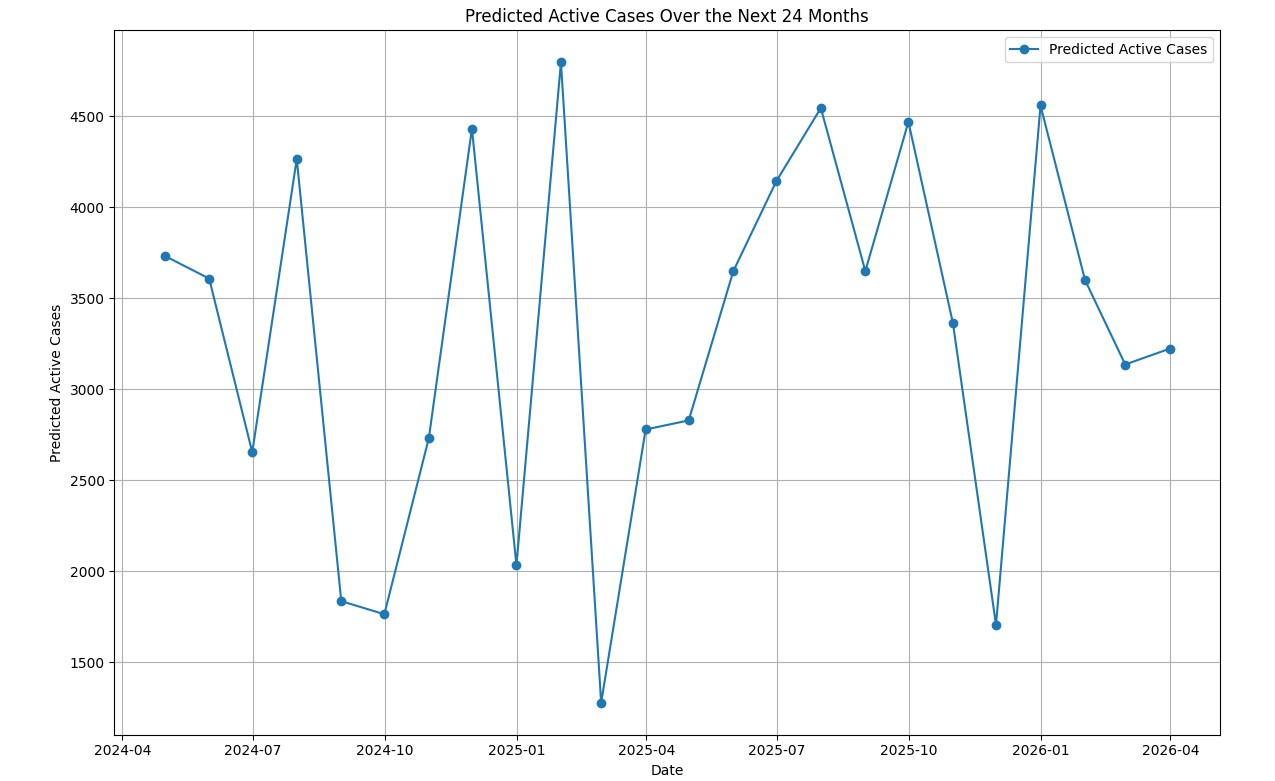 Predicted Active Cases Over the Next 24 Months
Predicted Active Cases
Predicted Active Cases
4500
4000
3500
3000
2500
2000
1500
2024-04 2024-07 2024-10 2025-01 2025-04 2025-07 2025-10 2026-01 2026-04
Date